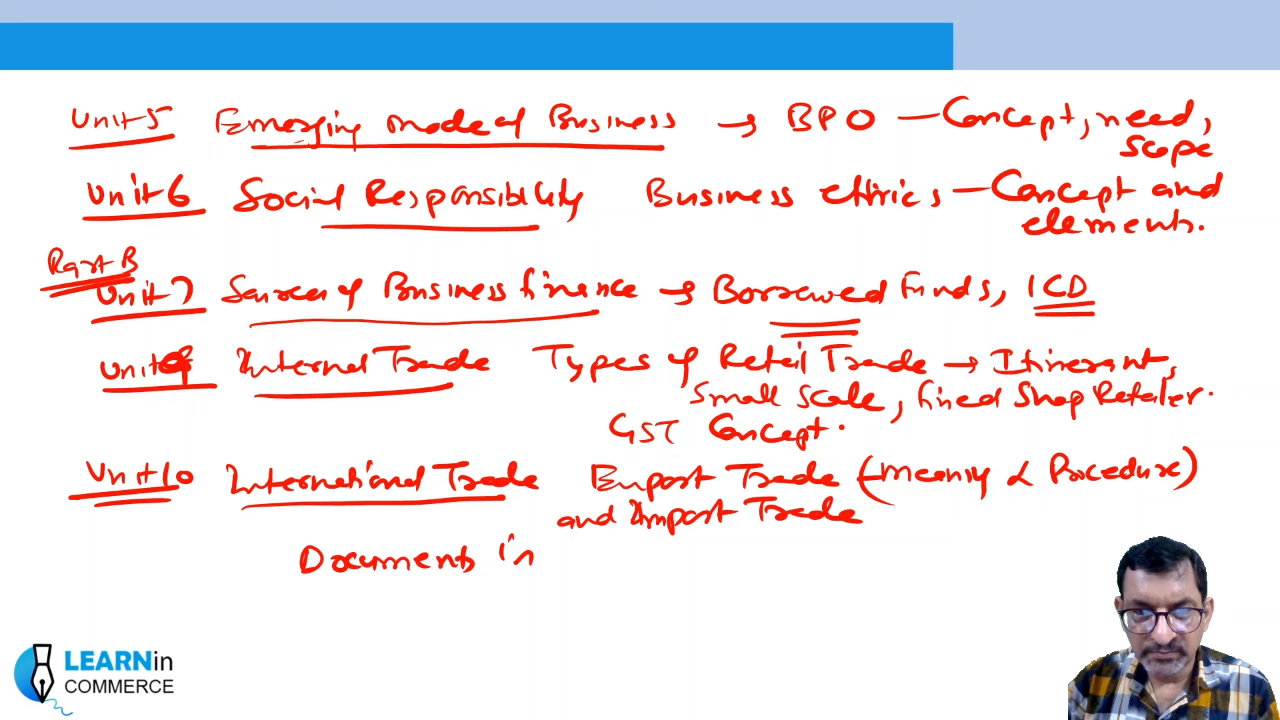 Unit 5 Emerging mode of Business → BPO — Concept, need,
scope
Unit 6 Social Responsibility Business ethics — Concept and
elements.
Part B
Unit 7 Sources of Business finance → Borrowed Funds, ICD
Unit 9 Internal Trade Types of Retail Trade → Itinerant,
Small scale, fixed Shop Retailer.
GST Concept.
Unit 10 International Trade Export Trade (Meaning & Procedure)
and Import Trade
Documents in
LEARNin
COMMERCE